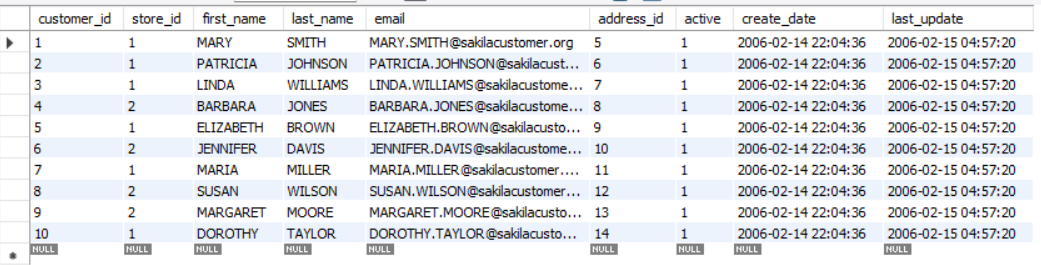 customer_id store_id first_name last_name email address_id active create_date last_update
1 1 MARY SMITH MARY.SMITH@sakilacustomer.org 5 1 2006-02-14 22:04:36 2006-02-15 04:57:20
2 1 PATRICIA JOHNSON PATRICIA.JOHNSON@sakilacust... 6 1 2006-02-14 22:04:36 2006-02-15 04:57:20
3 1 LINDA WILLIAMS LINDA.WILLIAMS@sakilacustome... 7 1 2006-02-14 22:04:36 2006-02-15 04:57:20
4 2 BARBARA JONES BARBARA.JONES@sakilacustome... 8 1 2006-02-14 22:04:36 2006-02-15 04:57:20
5 1 ELIZABETH BROWN ELIZABETH.BROWN@sakilacusto... 9 1 2006-02-14 22:04:36 2006-02-15 04:57:20
6 2 JENNIFER DAVIS JENNIFER.DAVIS@sakilacustome... 10 1 2006-02-14 22:04:36 2006-02-15 04:57:20
7 1 MARIA MILLER MARIA.MILLER@sakilacustomer.... 11 1 2006-02-14 22:04:36 2006-02-15 04:57:20
8 2 SUSAN WILSON SUSAN.WILSON@sakilacustomer... 12 1 2006-02-14 22:04:36 2006-02-15 04:57:20
9 2 MARGARET MOORE MARGARET.MOORE@sakilacusto... 13 1 2006-02-14 22:04:36 2006-02-15 04:57:20
10 1 DOROTHY TAYLOR DOROTHY.TAYLOR@sakilacusto... 14 1 2006-02-14 22:04:36 2006-02-15 04:57:20
NULL NULL NULL NULL NULL NULL NULL NULL NULL